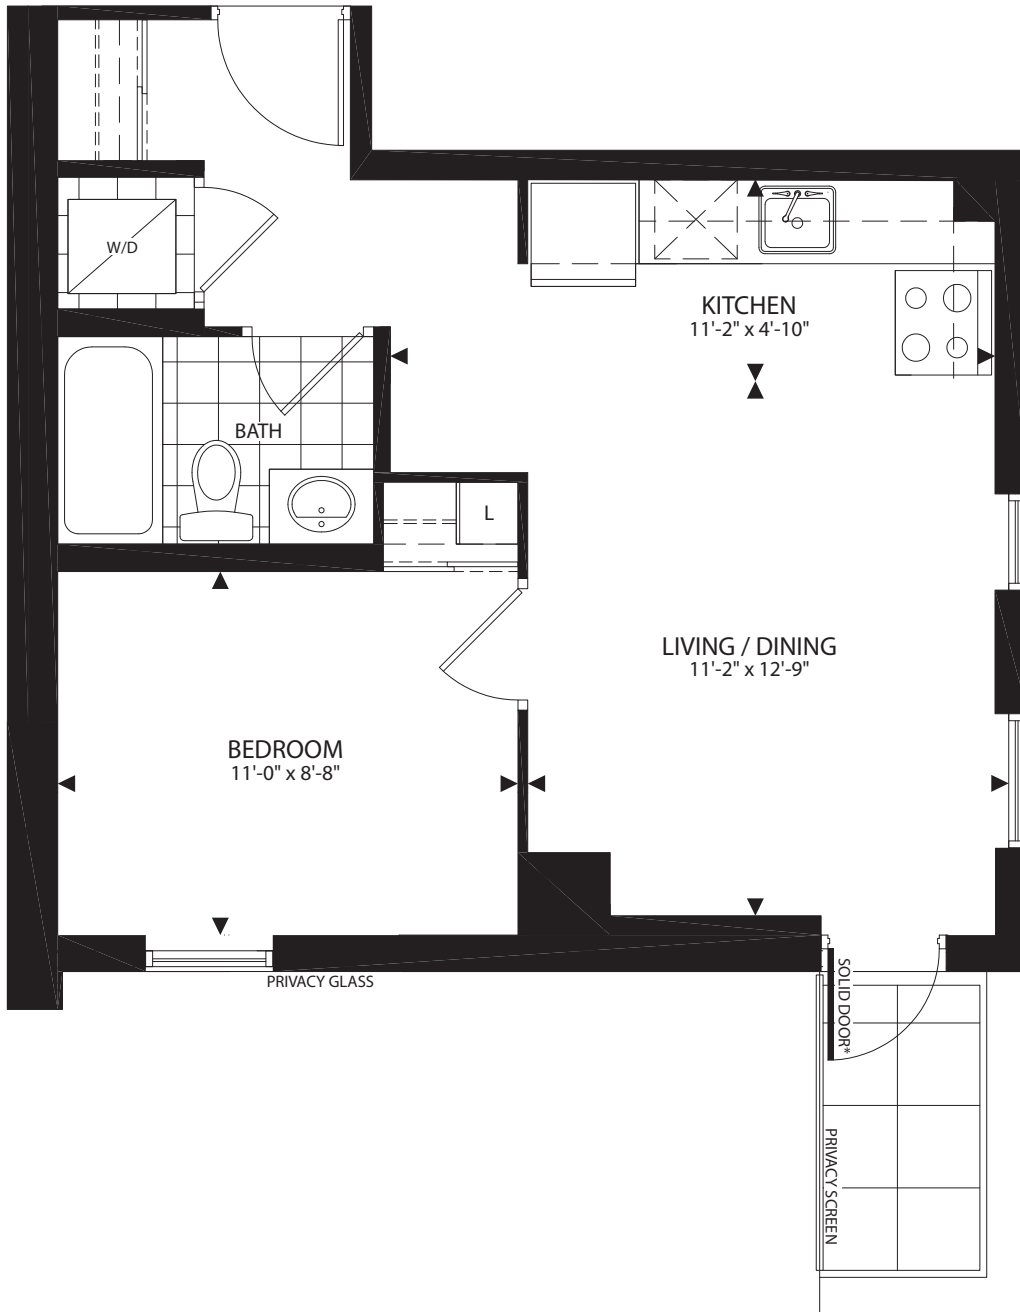 W/D
KITCHEN
11'-2" x 4'-10"
BATH
L
LIVING / DINING
11'-2" x 12'-9"
BEDROOM
11'-0" x 8'-8"
PRIVACY GLASS
SOLID DOOR*
PRIVACY SCREEN